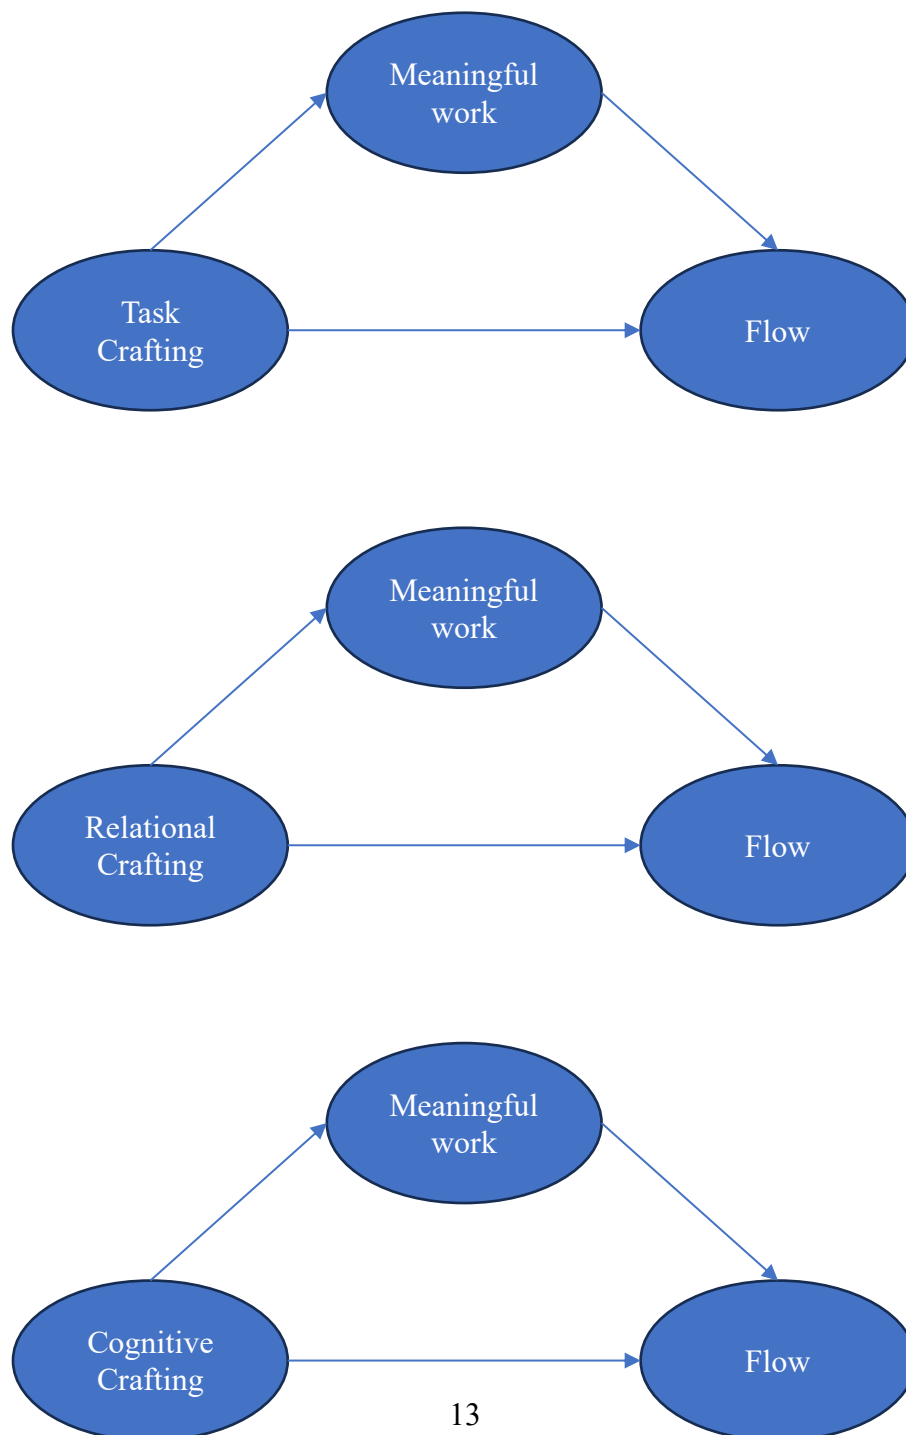 Meaningful
work
Task
Crafting
Flow
Meaningful
work
Relational
Crafting
Flow
Meaningful
work
Cognitive
Crafting
Flow
13